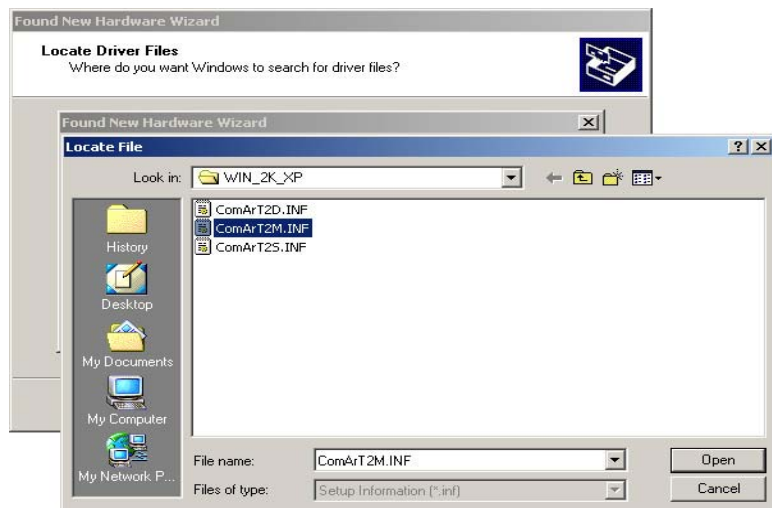 Found New Hardware Wizard
Locate Driver Files
Where do you want Windows to search for driver files?
Found New Hardware Wizard
Locate File
Look in: WIN_2K_XP
ComArT2D.INF
ComArT2M.INF
ComArT2S.INF
History
Desktop
My Documents
My Computer
My Network P...
File name: ComArT2M.INF Open
Files of type: Setup Information (*.inf) Cancel